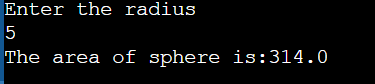 Enter the radius
5
The area of sphere is:314.0